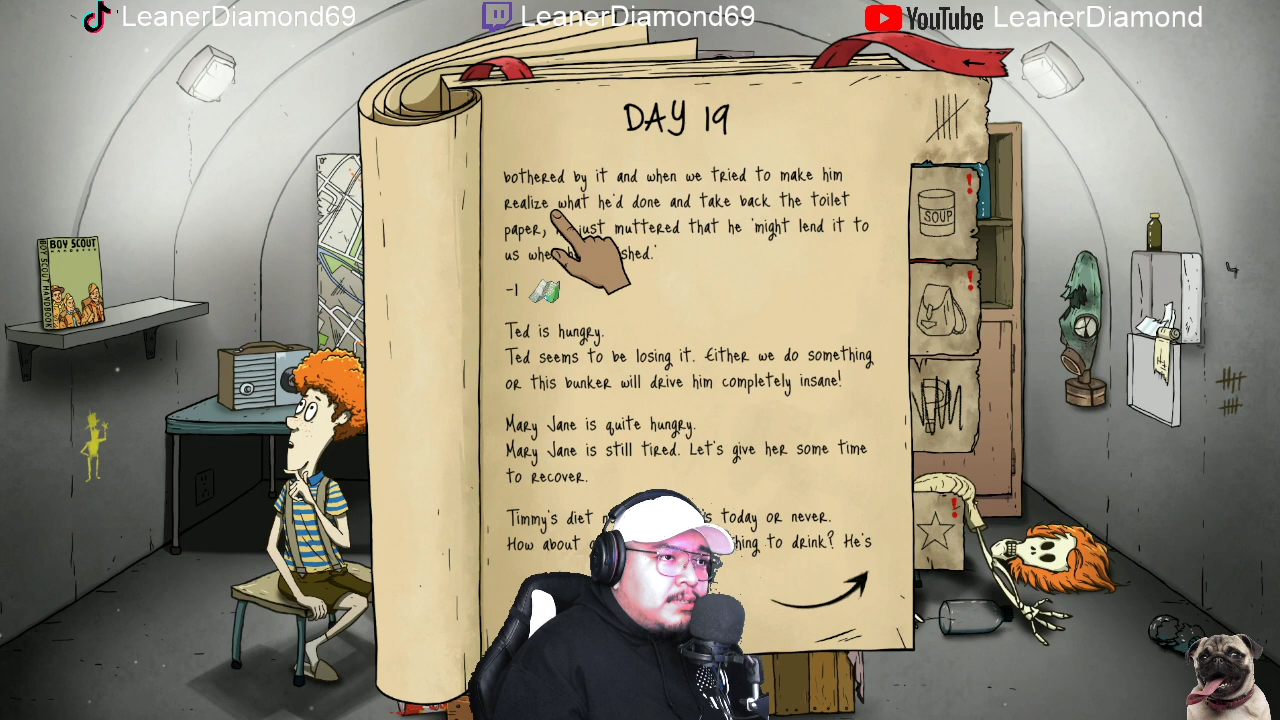 LeanerDiamond69
LeanerDiamond69
YouTube LeanerDiamond
DAY 19
bothered by it and when we tried to make him
realize what he'd done and take back the toilet
paper, just muttered that he 'might lend it to
us
-1
Ted is hungry.
Ted seems to be losing it. Either we do something
or this bunker will drive him completely insane!
Mary Jane is quite hungry.
Mary Jane is still tired. Let's give her some time
to recover.
Timmy's diet today or never.
How about to drink? He's
SOUP
BOY SCOUT
BOY SCOUT HANDBOOK